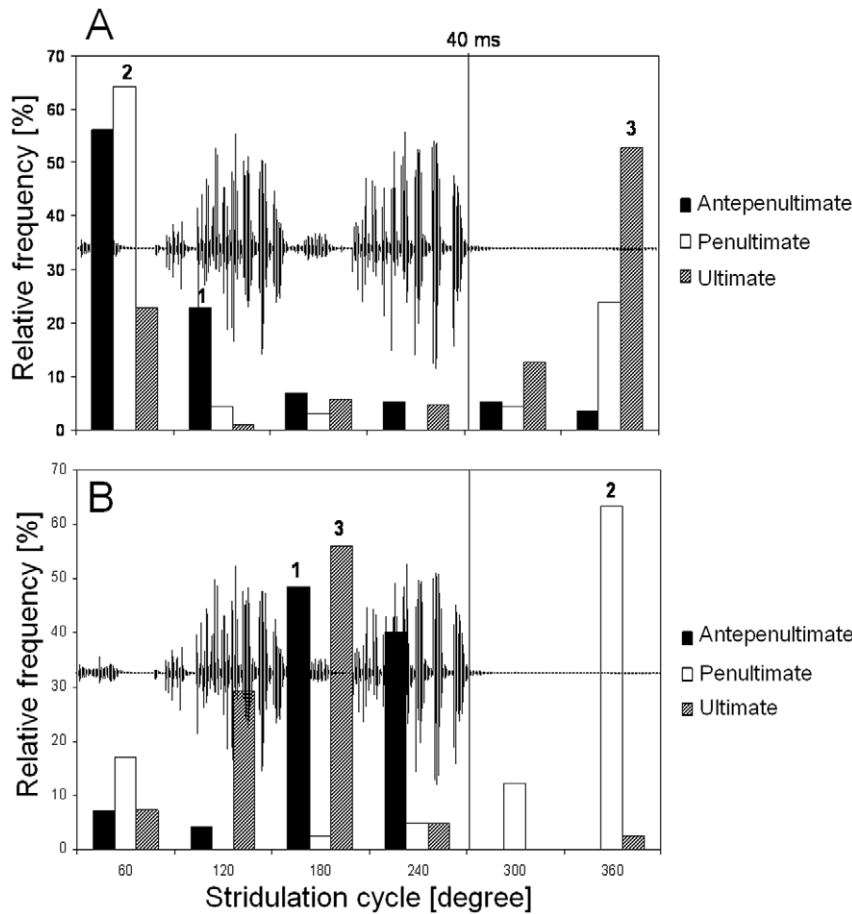 A
40 ms
70
60
50
40
30
20
10
0
Relative frequency [%]
2
1
3
Antepenultimate
Penultimate
Ultimate
B
70
60
50
40
30
20
10
0
Relative frequency [%]
1
3
2
Antepenultimate
Penultimate
Ultimate
60 120 180 240 300 360
Stridulation cycle [degree]